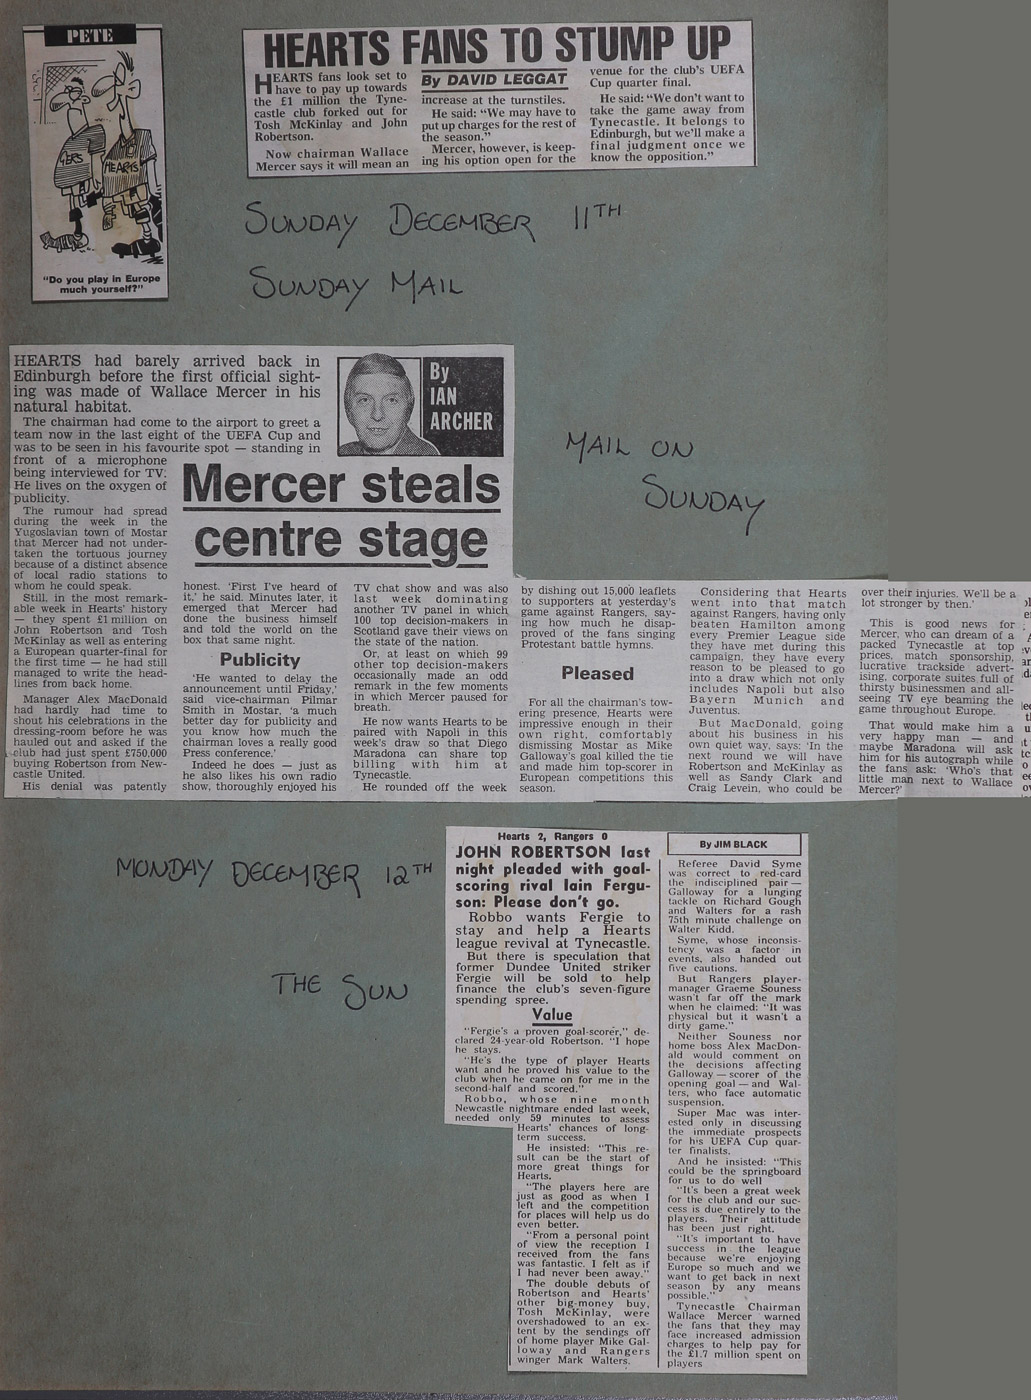 PETE
9ERS
HEARTS
"Do you play in Europe
much yourself?"
HEARTS FANS TO STUMP UP
HEARTS fans look set to
have to pay up towards
the £1 million the Tyne-
castle club forked out for
Tosh McKinlay and John
Robertson.
Now chairman Wallace
Mercer says it will mean an
By DAVID LEGGAT
increase at the turnstiles.
He said: "We may have to
put up charges for the rest of
the season."
Mercer, however, is keep-
ing his option open for the
venue for the club's UEFA
Cup quarter final.
He said: "We don't want to
take the game away from
Tynecastle. It belongs to
Edinburgh, but we'll make a
final judgment once we
know the opposition."
SUNDAY DECEMBER 11TH
SUNDAY MAIL
HEARTS had barely arrived back in
Edinburgh before the first official sight-
ing was made of Wallace Mercer in his
natural habitat.
The chairman had come to the airport to greet a
team now in the last eight of the UEFA Cup and
was to be seen in his favourite spot — standing in
front of a microphone
being interviewed for TV.
He lives on the oxygen of
publicity.
The rumour had spread
during the week in the
Yugoslavian town of Mostar
that Mercer had not under-
taken the tortuous journey
because of a distinct absence
of local radio stations to
whom he could speak.
Still, in the most remark-
able week in Hearts' history
— they spent £1 million on
John Robertson and Tosh
McKinlay as well as entering
a European quarter-final for
the first time — he had still
managed to write the head-
lines from back home.
Manager Alex MacDonald
had hardly had time to
shout his celebrations in the
dressing-room before he was
hauled out and asked if the
club had just spent £750,000
buying Robertson from New-
castle United.
His denial was patently
By
IAN
ARCHER
Mercer steals
centre stage
honest. 'First I've heard of
it,' he said. Minutes later, it
emerged that Mercer had
done the business himself
and told the world on the
box that same night.
Publicity
'He wanted to delay the
announcement until Friday,'
said vice-chairman Pilmar
Smith in Mostar, 'a much
better day for publicity and
you know how much the
chairman loves a really good
Press conference.'
Indeed he does — just as
he also likes his own radio
show, thoroughly enjoyed his
TV chat show and was also
last week dominating
another TV panel in which
100 top decision-makers in
Scotland gave their views on
the state of the nation.
Or, at least on which 99
other top decision-makers
occasionally made an odd
remark in the few moments
in which Mercer paused for
breath.
He now wants Hearts to be
paired with Napoli in this
week's draw so that Diego
Maradona can share top
billing with him at
Tynecastle.
He rounded off the week
by dishing out 15,000 leaflets
to supporters at yesterday's
game against Rangers, say-
ing how much he disap-
proved of the fans singing
Protestant battle hymns.
Pleased
For all the chairman's tow-
ering presence, Hearts were
impressive enough in their
own right, comfortably
dismissing Mostar as Mike
Galloway's goal killed the tie
and made him top-scorer in
European competitions this
season.
Considering that Hearts
went into that match
against Rangers, having only
beaten Hamilton among
every Premier League side
they have met during this
campaign, they have every
reason to be pleased to go
into a draw which not only
includes Napoli but also
Bayern Munich and
Juventus.
But MacDonald, going
about his business in his
own quiet way, says: 'In the
next round we will have
Robertson and McKinlay as
well as Sandy Clark and
Craig Levein, who could be
over their injuries. We'll be a
lot stronger by then.'
This is good news for
Mercer, who can dream of a
packed Tynecastle at top
prices, match sponsorship,
lucrative trackside advert-
ising, corporate suites full of
thirsty businessmen and all-
seeing TV eye beaming the
game throughout Europe.
That would make him a
very happy man — and
maybe Maradona will ask
him for his autograph while
the fans ask: 'Who's that
little man next to Wallace
Mercer?'
MAIL ON
SUNDAY
MONDAY DECEMBER 12TH
THE SUN
Hearts 2, Rangers 0
JOHN ROBERTSON last
night pleaded with goal-
scoring rival Iain Fergu-
son: Please don't go.
Robbo wants Fergie to
stay and help a Hearts
league revival at Tynecastle.
But there is speculation that
former Dundee United striker
Fergie will be sold to help
finance the club's seven-figure
spending spree.
Value
"Fergie's a proven goal-scorer," de-
clared 24-year-old Robertson. "I hope
he stays.
"He's the type of player Hearts
want and he proved his value to the
club when he came on for me in the
second-half and scored."
Robbo, whose nine month
Newcastle nightmare ended last week,
needed only 59 minutes to assess
Hearts' chances of long-
term success.
He insisted: "This re-
sult can be the start of
more great things for
Hearts.
"The players here are
just as good as when I
left and the competition
for places will help us do
even better.
"From a personal point
of view the reception I
received from the fans
was fantastic. I felt as if
I had never been away."
The double debuts of
Robertson and Hearts'
other big-money buy,
Tosh McKinlay, were
overshadowed to an ex-
tent by the sendings off
of home player Mike Gal-
loway and Rangers
winger Mark Walters.
By JIM BLACK
Referee David Syme
was correct to red-card
the indisciplined pair —
Galloway for a lunging
tackle on Richard Gough
and Walters for a rash
75th minute challenge on
Walter Kidd.
Syme, whose inconsis-
tency was a factor in
events, also handed out
five cautions.
But Rangers player-
manager Graeme Souness
wasn't far off the mark
when he claimed: "It was
physical but it wasn't a
dirty game."
Neither Souness nor
home boss Alex MacDon-
ald would comment on
the decisions affecting
Galloway — scorer of the
opening goal — and Wal-
ters, who face automatic
suspension.
Super Mac was inter-
ested only in discussing
the immediate prospects
for his UEFA Cup quar-
ter finalists.
And he insisted: "This
could be the springboard
for us to do well
"It's been a great week
for the club and our suc-
cess is due entirely to the
players. Their attitude
has been just right.
"It's important to have
success in the league
because we're enjoying
Europe so much and we
want to get back in next
season by any means
possible."
Tynecastle Chairman
Wallace Mercer warned
the fans that they may
face increased admission
charges to help pay for
the £1.7 million spent on
players